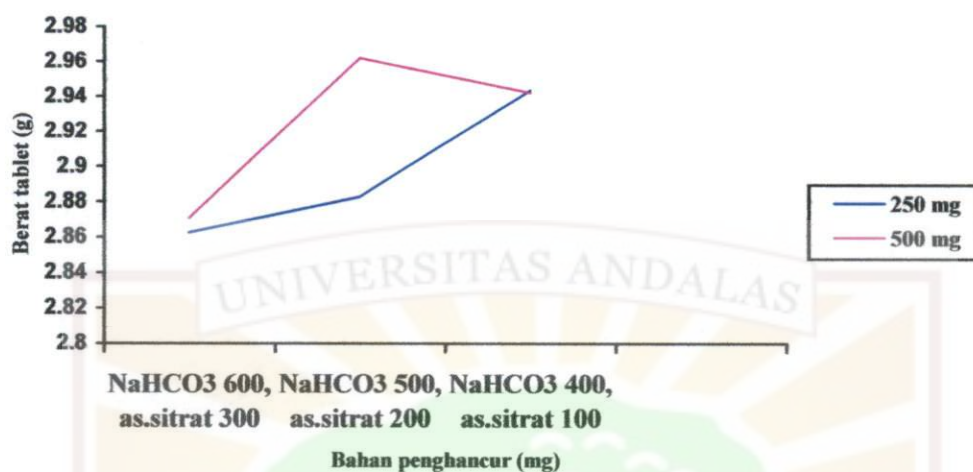 2.98
2.96
2.94
2.92
2.9
2.88
2.86
2.84
2.82
2.8
Berat tablet (g)
250 mg
500 mg
UNIVERSITAS ANDALAS
NaHCO3 600, NaHCO3 500, NaHCO3 400,
as.sitrat 300 as.sitrat 200 as.sitrat 100
Bahan penghancur (mg)